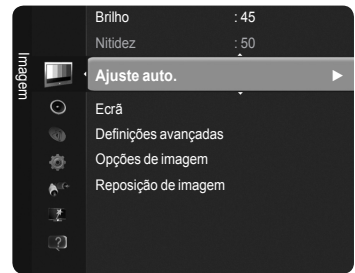 Imagem
Brilho : 45
Nitidez : 50
Ajuste auto. ►
Ecrã
Definições avançadas
Opções de imagem
Reposição de imagem